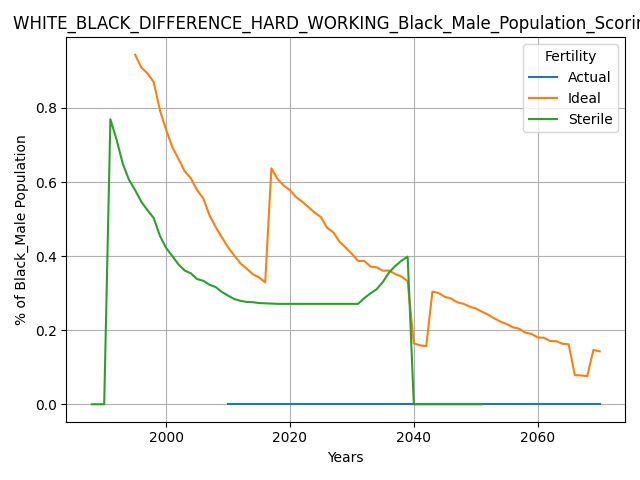 WHITE_BLACK_DIFFERENCE_HARD_WORKING_Black_Male_Population_Scorin
Fertility
Actual
Ideal
Sterile
% of Black_Male Population
0.8
0.6
0.4
0.2
0.0
2000 2020 2040 2060
Years